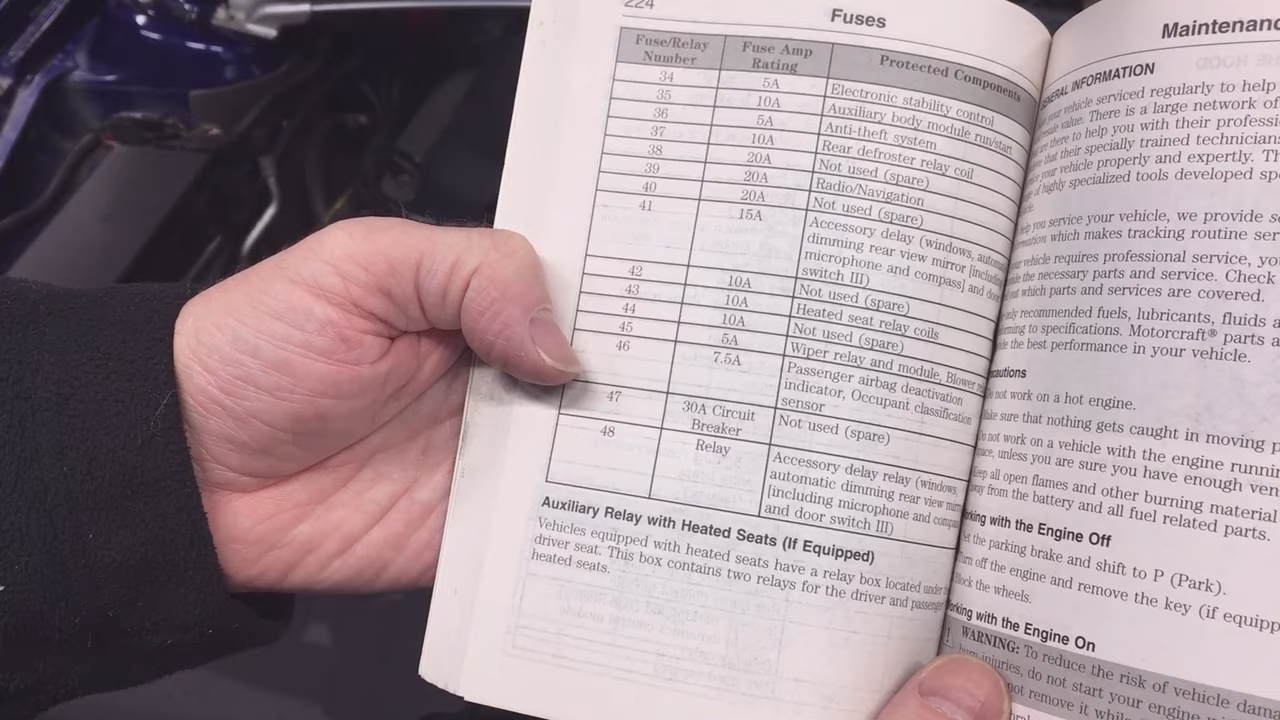 224
Fuses
Fuse/Relay Number | Fuse Amp Rating | Protected Components
34 | 5A | Electronic stability control
35 | 10A | Auxiliary body module run/start
36 | 5A | Anti-theft system
37 | 10A | Rear defroster relay coil
38 | 20A | Not used (spare)
39 | 20A | Radio/Navigation
40 | 20A | Not used (spare)
41 | 15A | Accessory delay (windows,
dimming rear view mirror
microphone and compass] and
switch III)
42 | 10A | Not used (spare)
43 | 10A | Heated seat relay coils
44 | 10A | Not used (spare)
45 | 5A | Wiper relay and module, Blower
46 | 7.5A | Passenger airbag deactivation
indicator, Occupant classification
sensor
47 | 30A Circuit Breaker | Not used (spare)
48 | Relay | Accessory delay relay (windows,
automatic dimming rear view
[including microphone and
and door switch III)
Auxiliary Relay with Heated Seats (If Equipped)
Vehicles equipped with heated seats have a relay box located
driver seat. This box contains two relays for the driver and
heated seats.
Maintenanc
GENERAL INFORMATION
your vehicle serviced regularly to help
value. There is a large network of
are there to help you with their
that their specially trained technicians
your vehicle properly and expertly.
of highly specialized tools developed
you service your vehicle, we provide
which makes tracking routine
vehicle requires professional service,
the necessary parts and service. Check
out which parts and services are covered.
only recommended fuels, lubricants, fluids
to specifications. Motorcraft® parts
the best performance in your vehicle.
not work on a hot engine.
sure that nothing gets caught in moving
not work on a vehicle with the engine
unless you are sure you have enough
all open flames and other burning material
from the battery and all fuel related parts.
with the Engine Off
the parking brake and shift to P (Park).
off the engine and remove the key (if
the wheels.
with the Engine On
WARNING: To reduce the risk of vehicle
injuries, do not start your engine
not remove it